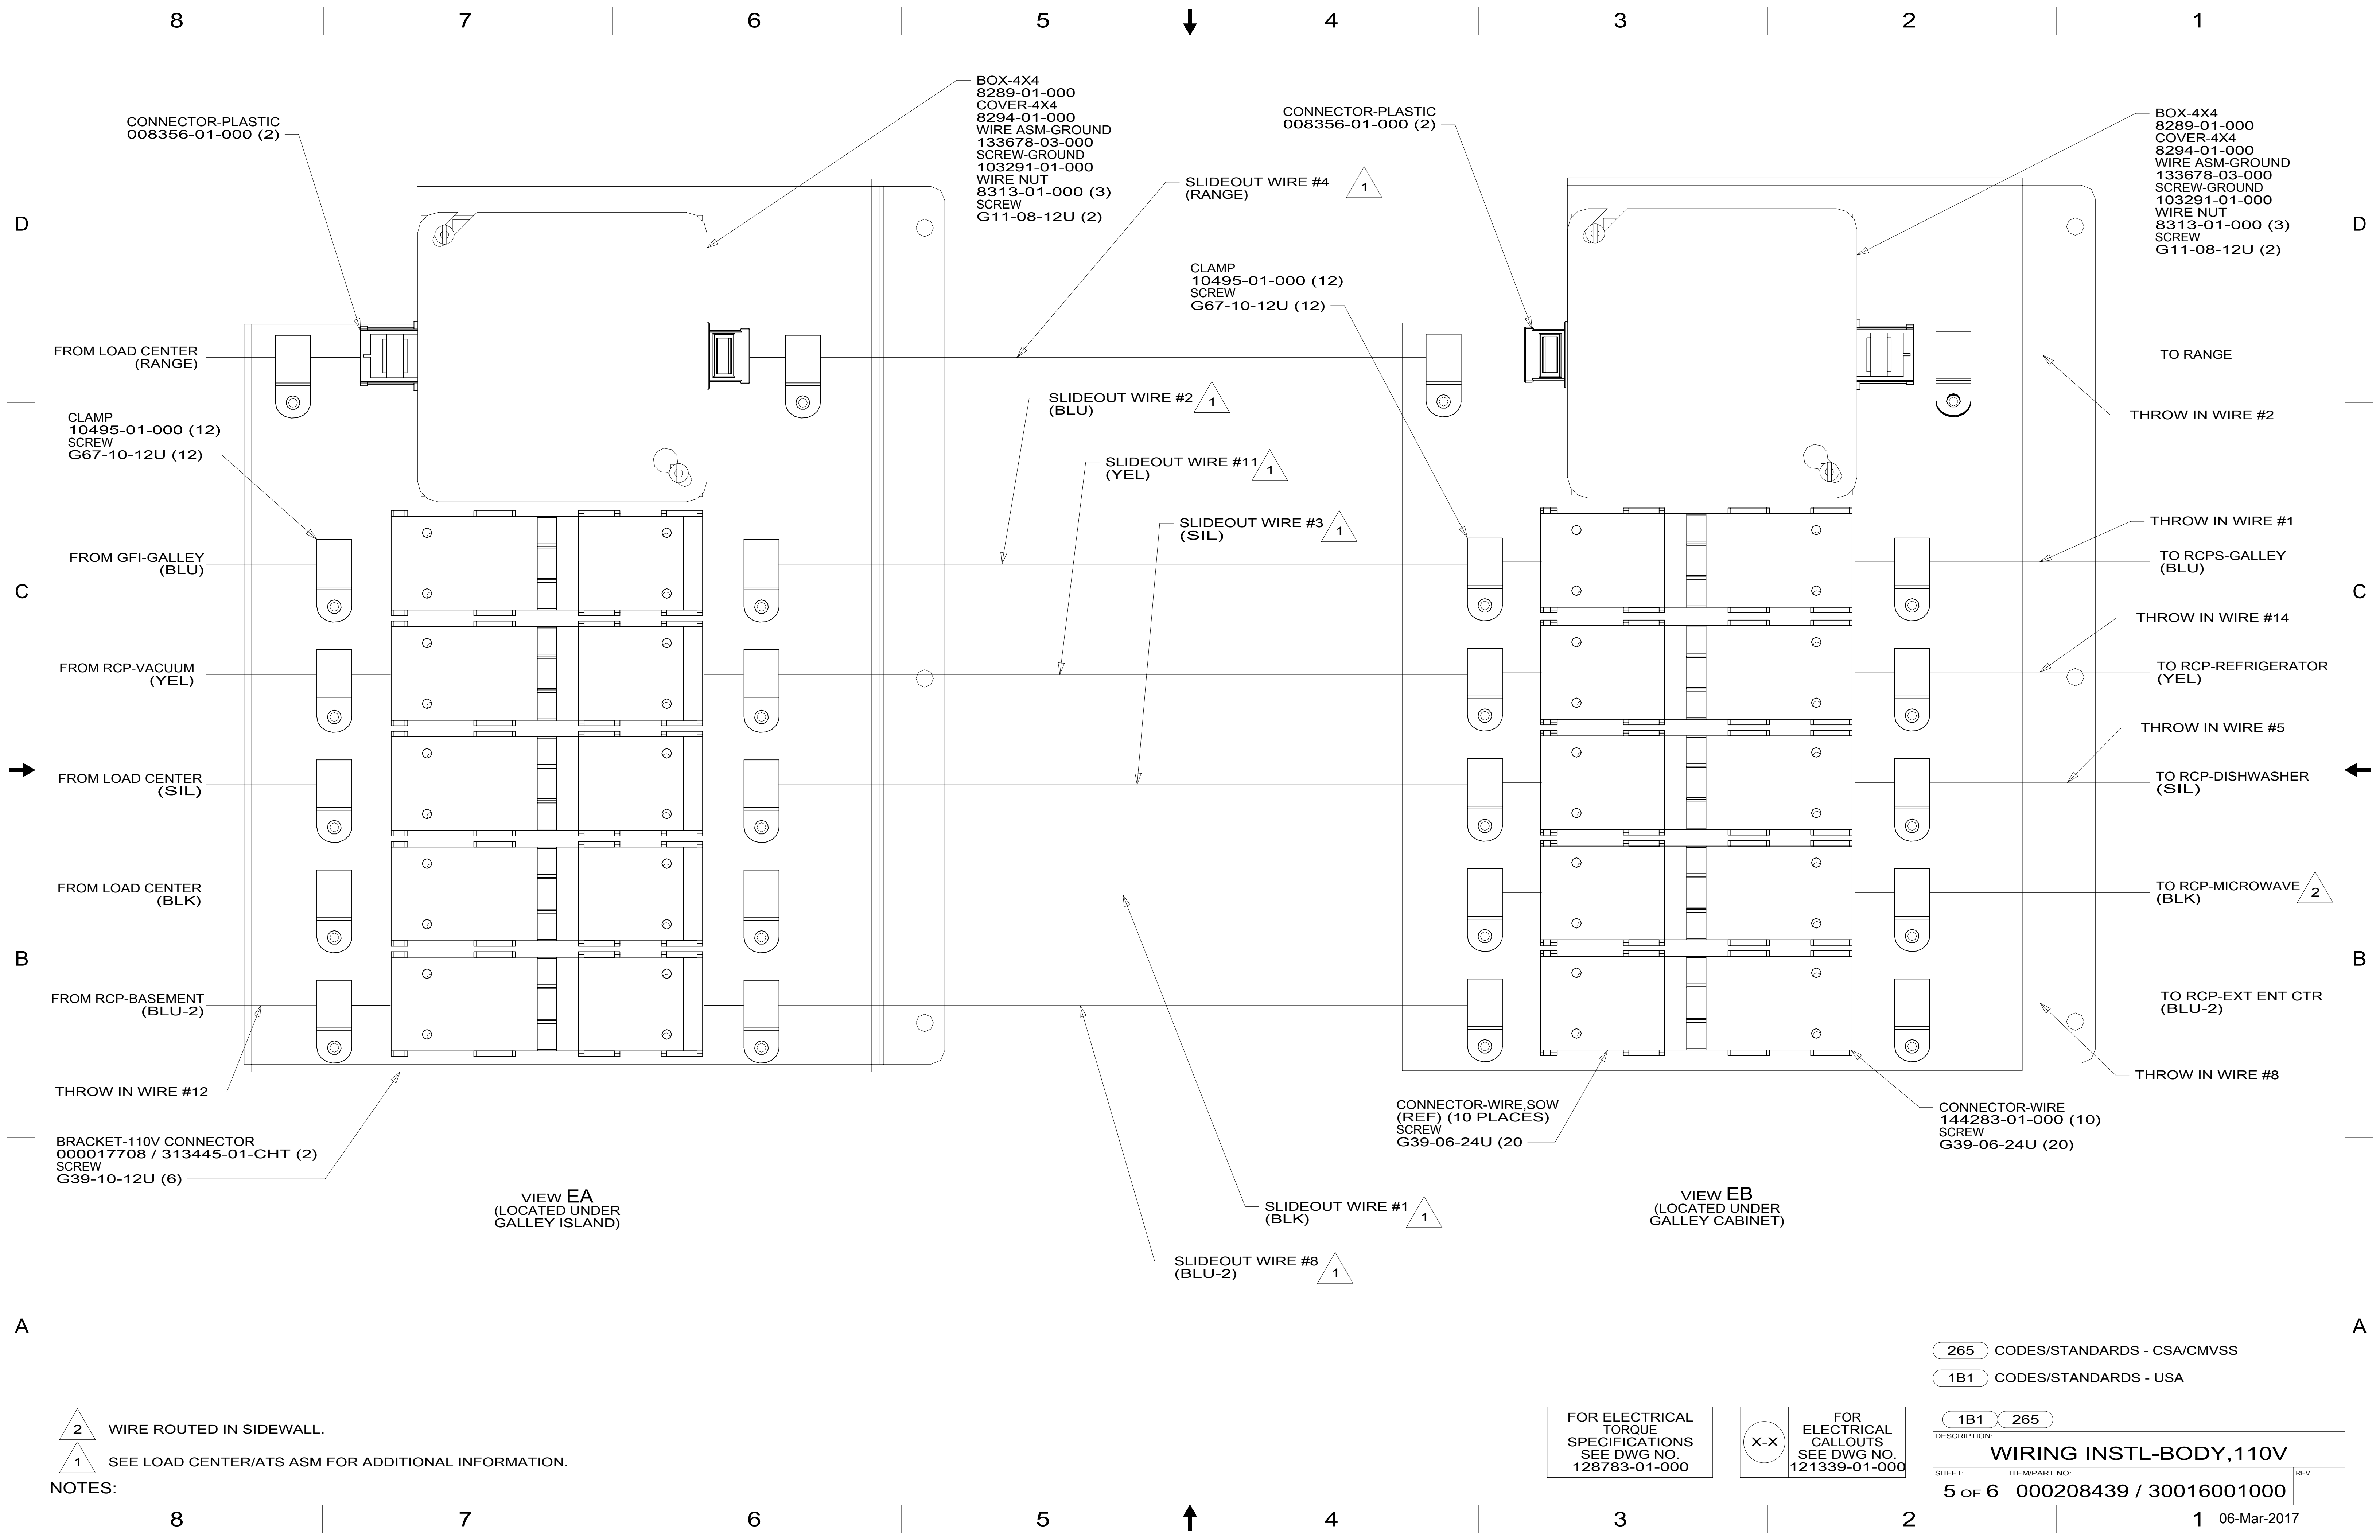 8 7 6 5 4 3 2 1
D
C
B
A
D
C
B
A
CONNECTOR-PLASTIC
008356-01-000 (2)
BOX-4X4
8289-01-000
COVER-4X4
8294-01-000
WIRE ASM-GROUND
133678-03-000
SCREW-GROUND
103291-01-000
WIRE NUT
8313-01-000 (3)
SCREW
G11-08-12U (2)
SLIDEOUT WIRE #4
(RANGE)
1
CONNECTOR-PLASTIC
008356-01-000 (2)
BOX-4X4
8289-01-000
COVER-4X4
8294-01-000
WIRE ASM-GROUND
133678-03-000
SCREW-GROUND
103291-01-000
WIRE NUT
8313-01-000 (3)
SCREW
G11-08-12U (2)
CLAMP
10495-01-000 (12)
SCREW
G67-10-12U (12)
FROM LOAD CENTER
(RANGE)
TO RANGE
THROW IN WIRE #2
CLAMP
10495-01-000 (12)
SCREW
G67-10-12U (12)
SLIDEOUT WIRE #2
(BLU)
1
SLIDEOUT WIRE #11
(YEL)
1
SLIDEOUT WIRE #3
(SIL)
1
THROW IN WIRE #1
FROM GFI-GALLEY
(BLU)
TO RCPS-GALLEY
(BLU)
THROW IN WIRE #14
FROM RCP-VACUUM
(YEL)
TO RCP-REFRIGERATOR
(YEL)
THROW IN WIRE #5
FROM LOAD CENTER
(SIL)
TO RCP-DISHWASHER
(SIL)
FROM LOAD CENTER
(BLK)
TO RCP-MICROWAVE
(BLK)
2
FROM RCP-BASEMENT
(BLU-2)
TO RCP-EXT ENT CTR
(BLU-2)
THROW IN WIRE #12
THROW IN WIRE #8
CONNECTOR-WIRE,SOW
(REF) (10 PLACES)
SCREW
G39-06-24U (20
CONNECTOR-WIRE
144283-01-000 (10)
SCREW
G39-06-24U (20)
BRACKET-110V CONNECTOR
000017708 / 313445-01-CHT (2)
SCREW
G39-10-12U (6)
VIEW EA
(LOCATED UNDER
GALLEY ISLAND)
SLIDEOUT WIRE #1
(BLK)
1
VIEW EB
(LOCATED UNDER
GALLEY CABINET)
SLIDEOUT WIRE #8
(BLU-2)
1
265 CODES/STANDARDS - CSA/CMVSS
1B1 CODES/STANDARDS - USA
2 WIRE ROUTED IN SIDEWALL.
1 SEE LOAD CENTER/ATS ASM FOR ADDITIONAL INFORMATION.
NOTES:
FOR ELECTRICAL
TORQUE
SPECIFICATIONS
SEE DWG NO.
128783-01-000
X-X
FOR
ELECTRICAL
CALLOUTS
SEE DWG NO.
121339-01-000
1B1 265
DESCRIPTION:
WIRING INSTL-BODY,110V
SHEET:
5 OF 6
ITEM/PART NO:
000208439 / 30016001000
REV
8 7 6 5 4 3 2 1
06-Mar-2017